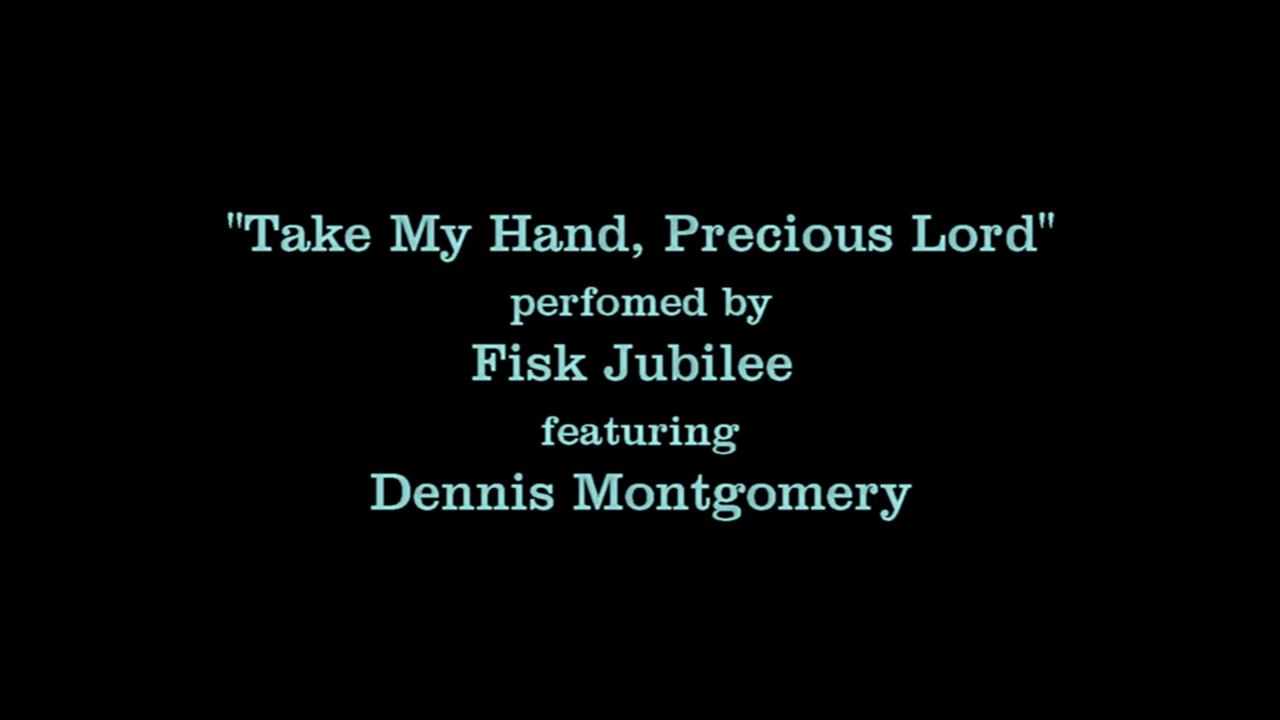 "Take My Hand, Precious Lord"
perfomed by
Fisk Jubilee
featuring
Dennis Montgomery